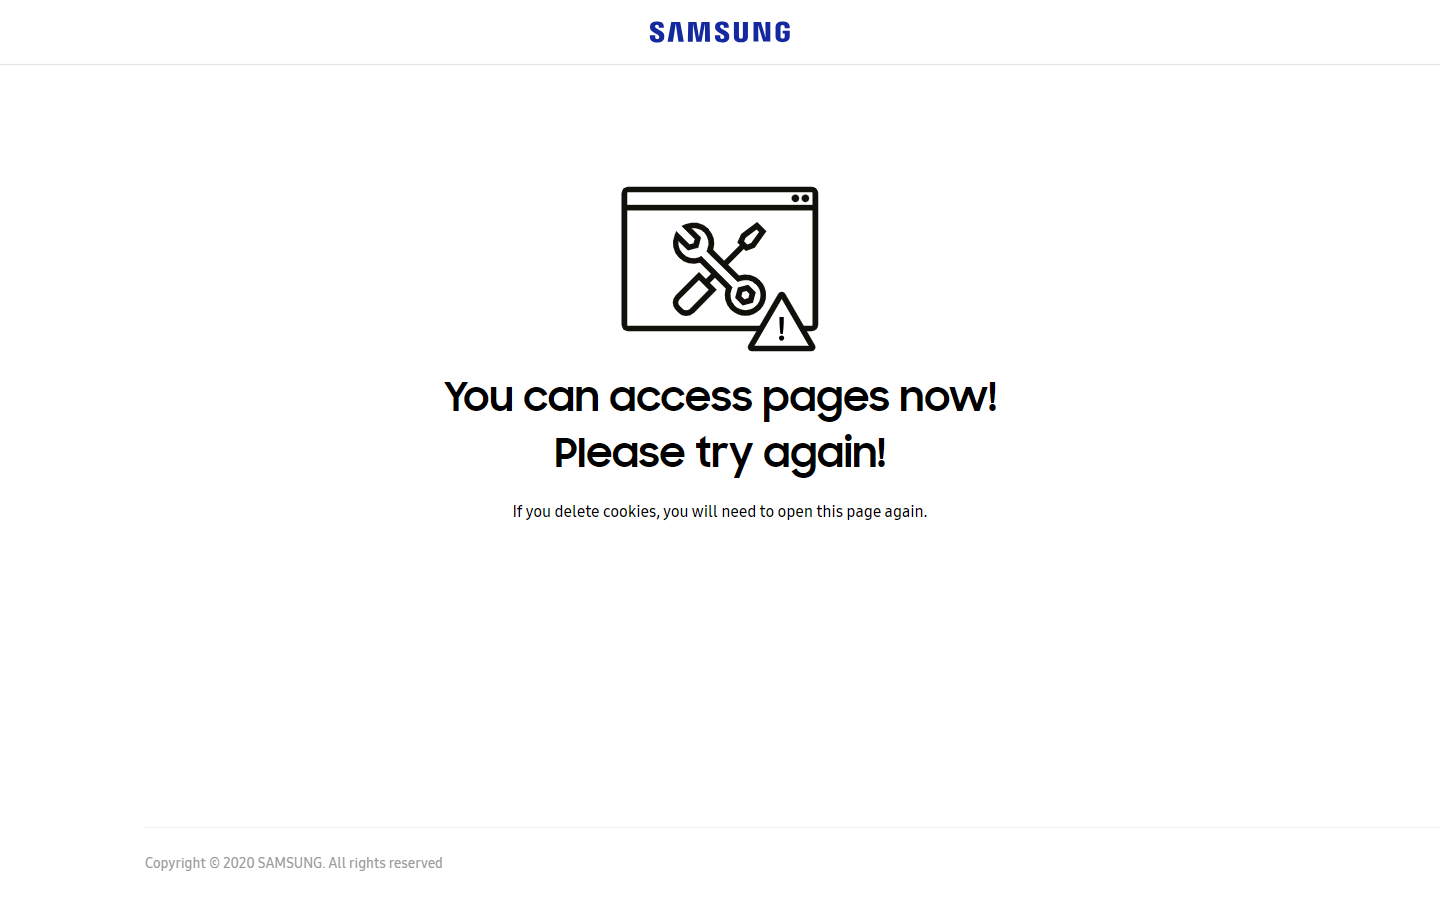 SAMSUNG
You can access pages now!
Please try again!
If you delete cookies, you will need to open this page again.
Copyright © 2020 SAMSUNG. All rights reserved